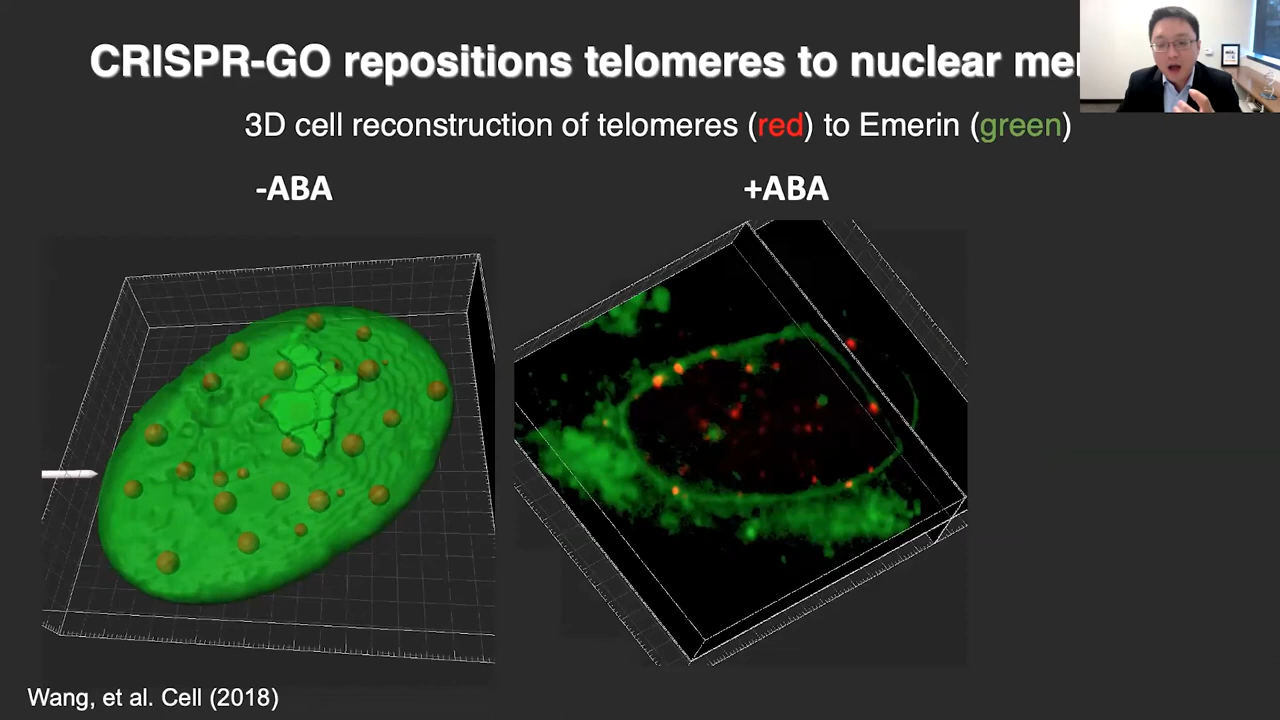 CRISPR-GO repositions telomeres to nuclear
3D cell reconstruction of telomeres (red) to Emerin (green)
-ABA
+ABA
Wang, et al. Cell (2018)